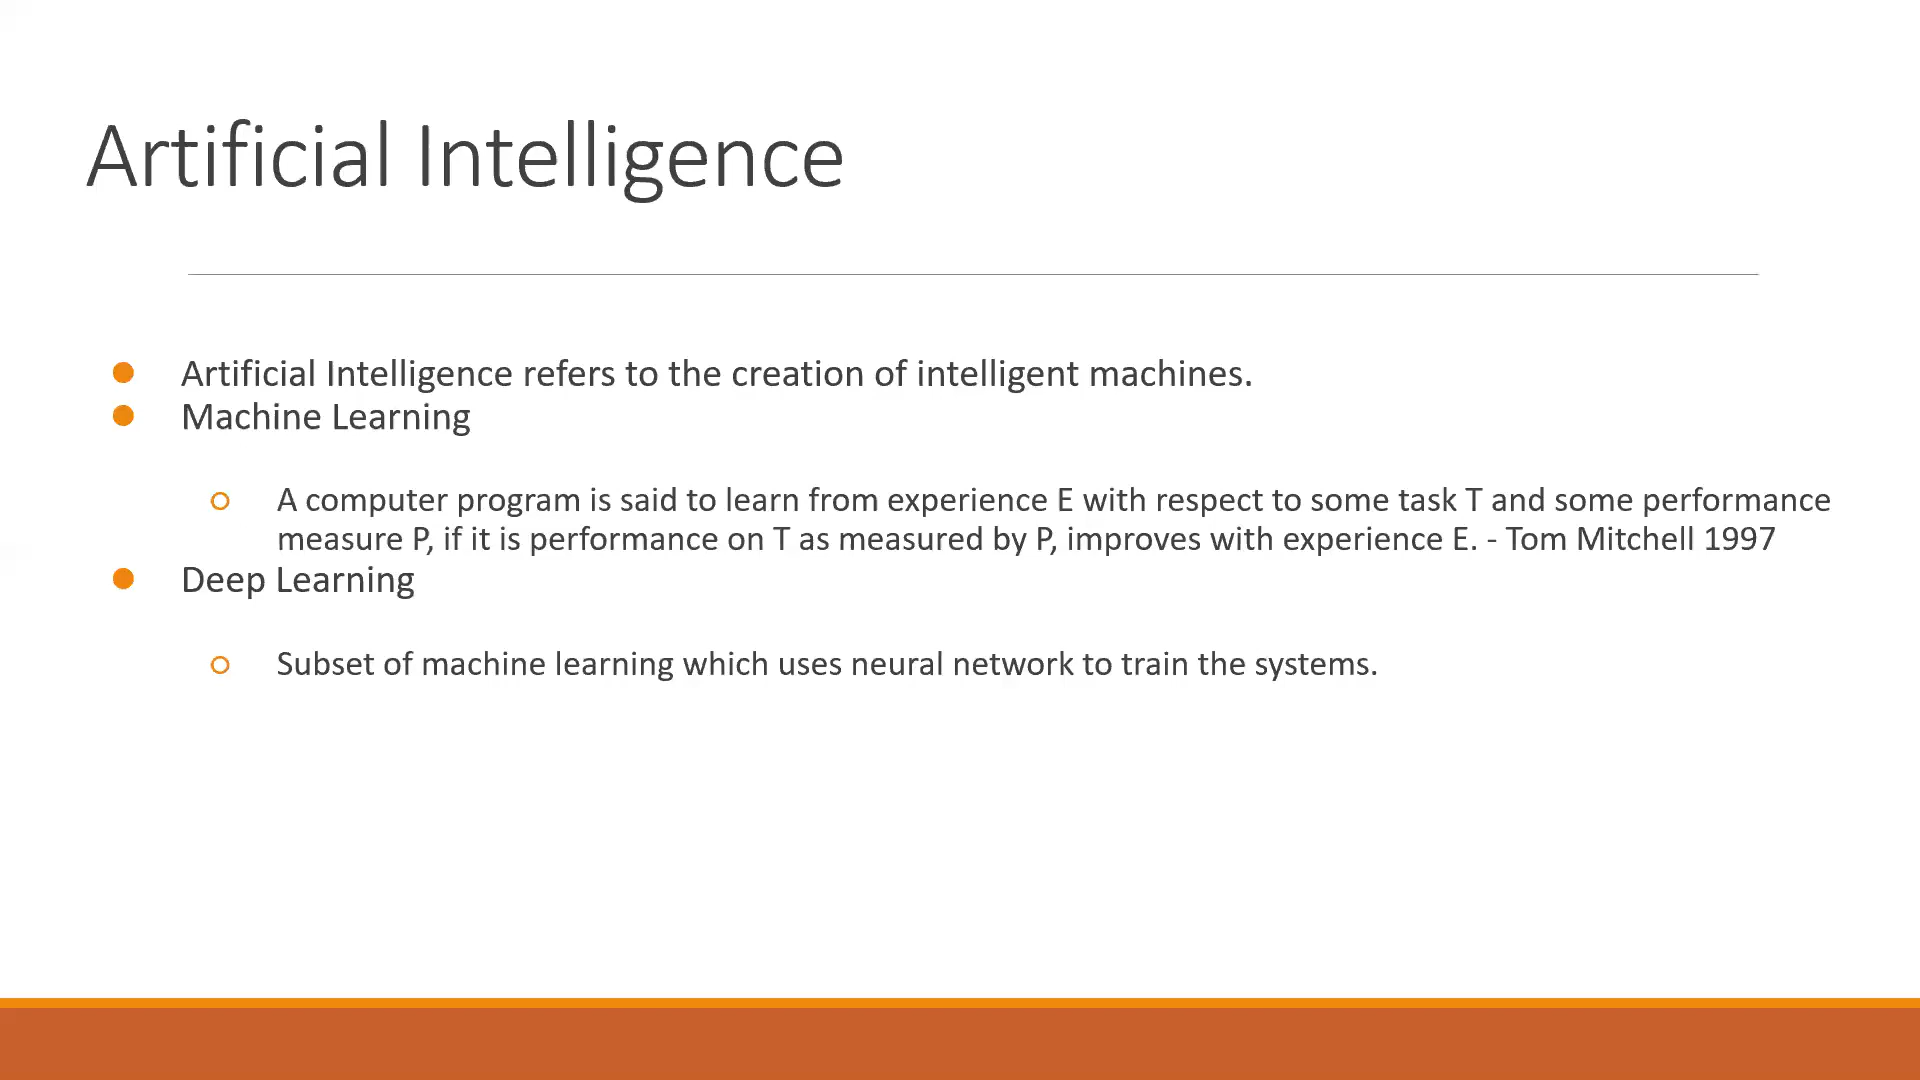 Artificial Intelligence
Artificial Intelligence refers to the creation of intelligent machines.
Machine Learning
A computer program is said to learn from experience E with respect to some task T and some performance
measure P, if it is performance on T as measured by P, improves with experience E. - Tom Mitchell 1997
Deep Learning
Subset of machine learning which uses neural network to train the systems.